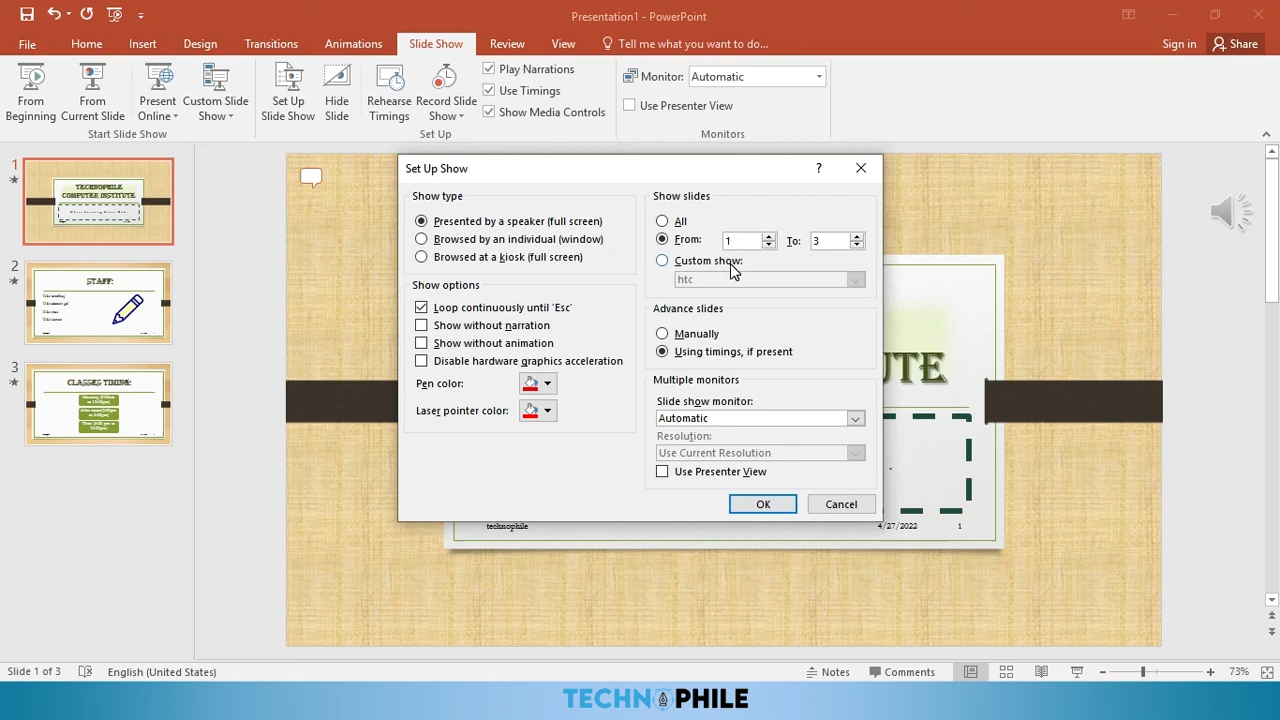 Presentation1 - PowerPoint
File Home Insert Design Transitions Animations Slide Show Review View Tell me what you want to do... Sign in Share
From Beginning
From Current Slide
Present Online
Custom Slide Show
Set Up Slide Show
Hide Slide
Rehearse Timings
Record Slide Show
Play Narrations
Use Timings
Show Media Controls
Monitor: Automatic
Use Presenter View
Start Slide Show Set Up Monitors
1
TECHNOPHILE
COMPUTER INSTITUTE
2
STAFF:
3
CLASSES TIMING:
Set Up Show ?
Show type
Presented by a speaker (full screen)
Browsed by an individual (window)
Browsed at a kiosk (full screen)
Show options
Loop continuously until 'Esc'
Show without narration
Show without animation
Disable hardware graphics acceleration
Pen color:
Laser pointer color:
Show slides
All
From: 1 To: 3
Custom show:
htc
Advance slides
Manually
Using timings, if present
Multiple monitors
Slide show monitor:
Automatic
Resolution:
Use Current Resolution
Use Presenter View
OK Cancel
UTE
technophile 4/27/2022 1
Slide 1 of 3 English (United States) Notes Comments 73%
TECHNOPHILE